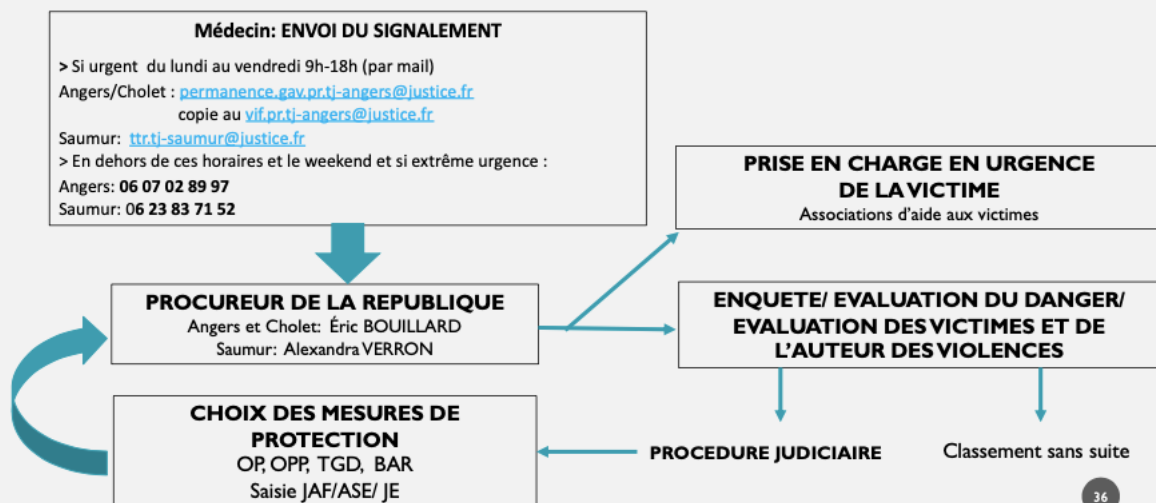 Médecin: ENVOI DU SIGNALEMENT
> Si urgent du lundi au vendredi 9h-18h (par mail)
Angers/Cholet : permanence.gav.pr.tj-angers@justice.fr
copie au vif.pr.tj-angers@justice.fr
Saumur: ttr.tj-saumur@justice.fr
> En dehors de ces horaires et le weekend et si extrême urgence :
Angers: 06 07 02 89 97
Saumur: 06 23 83 71 52
PRISE EN CHARGE EN URGENCE
DE LA VICTIME
Associations d'aide aux victimes
PROCUREUR DE LA REPUBLIQUE
Angers et Cholet: Éric BOUILLARD
Saumur: Alexandra VERRON
ENQUETE/ EVALUATION DU DANGER/
EVALUATION DES VICTIMES ET DE
L'AUTEUR DES VIOLENCES
CHOIX DES MESURES DE
PROTECTION
OP, OPP, TGD, BAR
Saisie JAF/ASE/ JE
PROCEDURE JUDICIAIRE
Classement sans suite
36